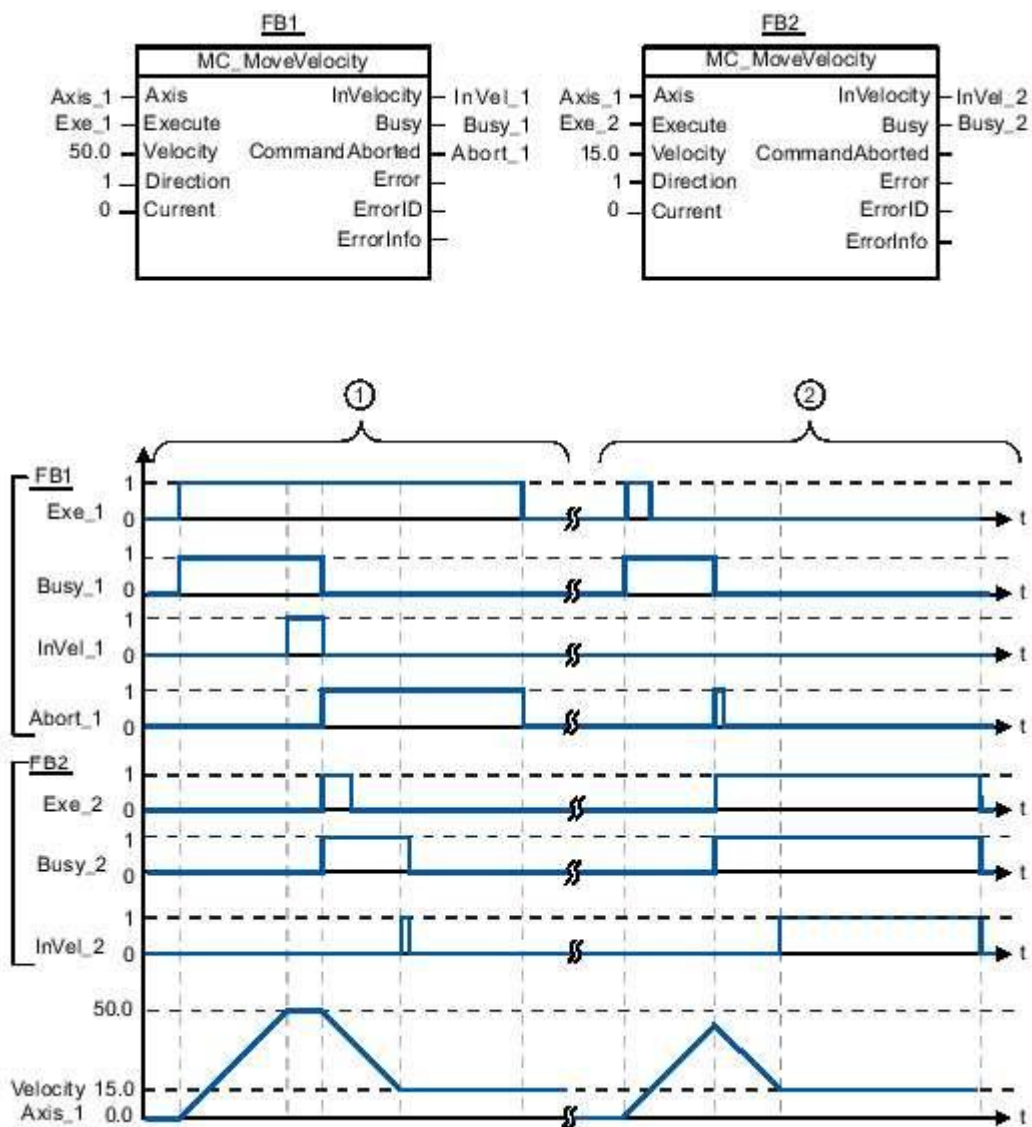 FB1 FB2
MC_MoveVelocity MC_MoveVelocity
Axis_1 Axis InVelocity InVel_1 Axis_1 Axis InVelocity InVel_2
Exe_1 Execute Busy Busy_1 Exe_2 Execute Busy Busy_2
50.0 Velocity CommandAborted Abort_1 15.0 Velocity CommandAborted
1 Direction Error 1 Direction Error
0 Current ErrorID 0 Current ErrorID
ErrorInfo ErrorInfo
1 2
FB1
1
Exe_1 0 t
1
Busy_1 0 t
1
InVel_1 0 t
1
Abort_1 0 t
FB2
1
Exe_2 0 t
1
Busy_2 0 t
1
InVel_2 0 t
50.0
Velocity 15.0
Axis_1 0.0 t